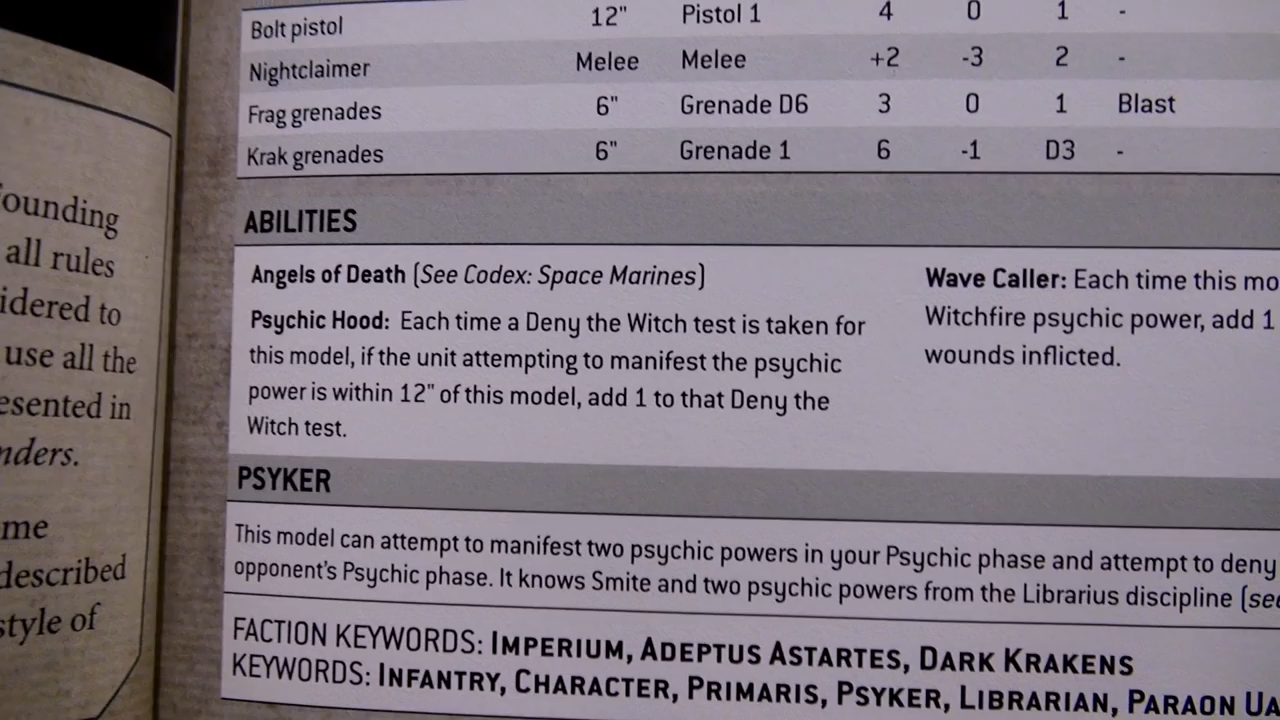 ounding
all rules
idered to
use all the
esented in
nders.
me
described
style of
Bolt pistol 12" Pistol 1 4 0 1 -
Nightclaimer Melee Melee +2 -3 2 -
Frag grenades 6" Grenade D6 3 0 1 Blast
Krak grenades 6" Grenade 1 6 -1 D3 -
ABILITIES
Angels of Death (See Codex: Space Marines)
Psychic Hood: Each time a Deny the Witch test is taken for
this model, if the unit attempting to manifest the psychic
power is within 12" of this model, add 1 to that Deny the
Witch test.
Wave Caller: Each time this mo
Witchfire psychic power, add 1
wounds inflicted.
PSYKER
This model can attempt to manifest two psychic powers in your Psychic phase and attempt to deny
opponent's Psychic phase. It knows Smite and two psychic powers from the Librarius discipline (see
FACTION KEYWORDS: IMPERIUM, ADEPTUS ASTARTES, DARK KRAKENS
KEYWORDS: INFANTRY, CHARACTER, PRIMARIS, PSYKER, LIBRARIAN, PARAON UA